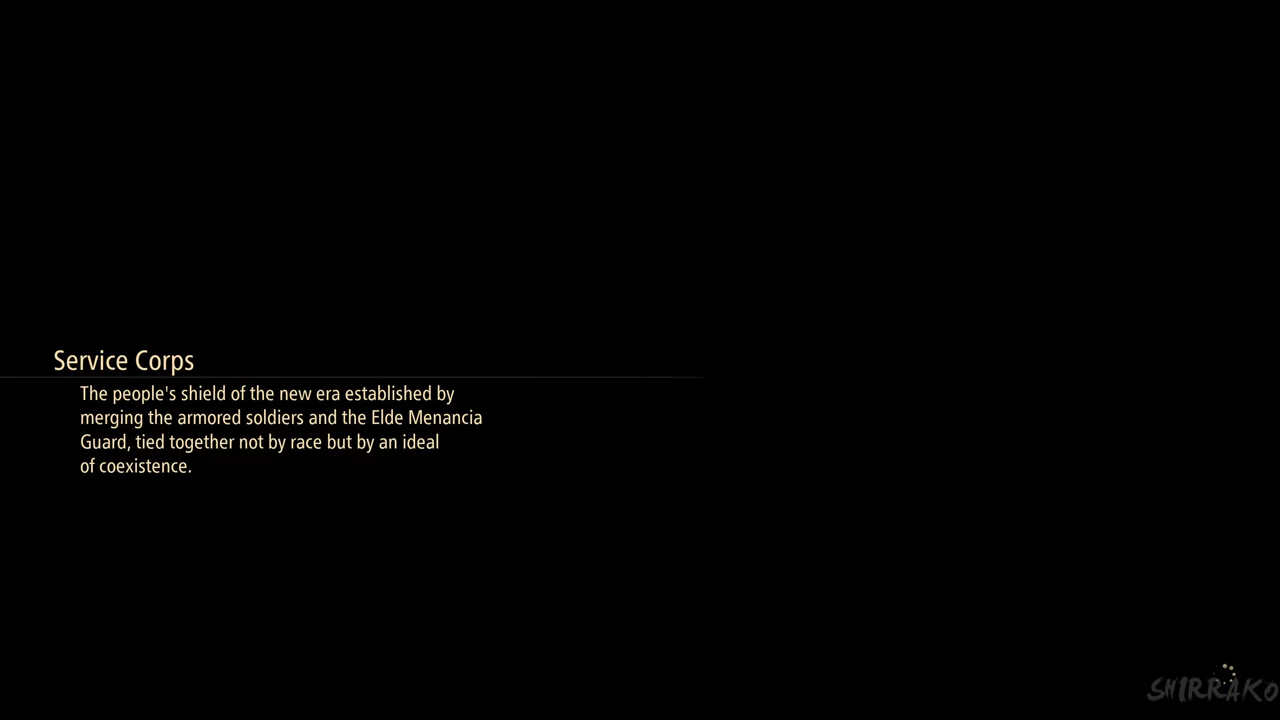 Service Corps
The people's shield of the new era established by
merging the armored soldiers and the Elde Menancia
Guard, tied together not by race but by an ideal
of coexistence.
SHIRRAKO